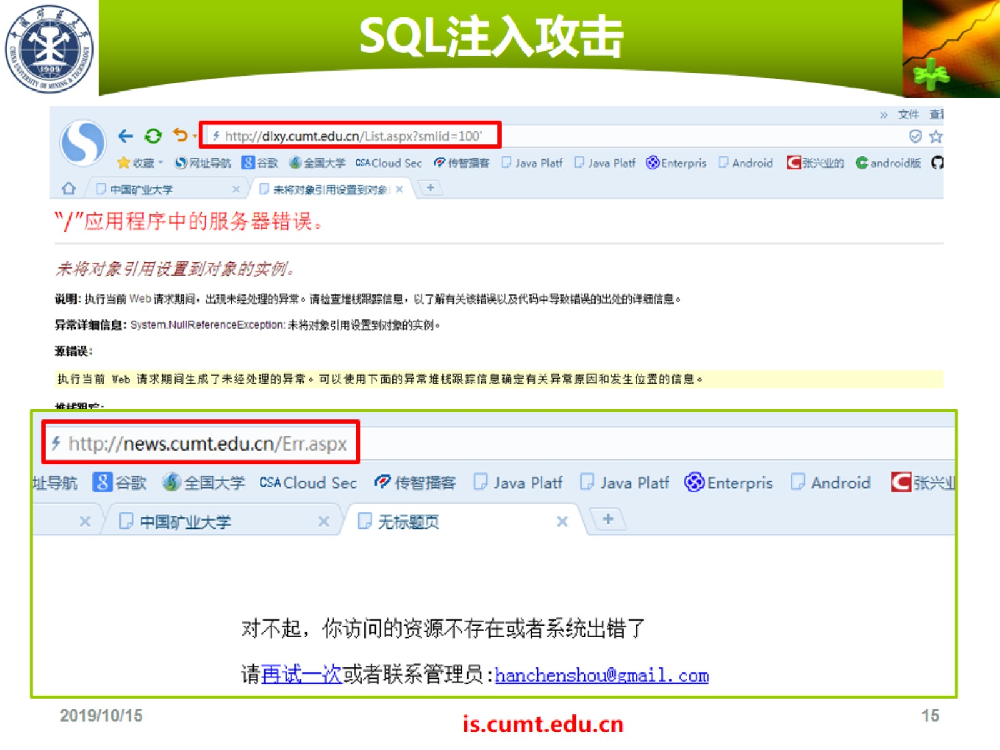 SQL注入攻击
中国矿业大学
CHINA UNIVERSITY OF MINING & TECHNOLOGY
1909
» 文件
http://dlxy.cumt.edu.cn/List.aspx?smlid=100'
收藏 网址导航 谷歌 全国大学 CSA Cloud Sec 传智播客 Java Platf Java Platf Enterpris Android 张兴业的 android版
中国矿业大学 × 未将对象引用设置到对象 × +
“/”应用程序中的服务器错误。
未将对象引用设置到对象的实例。
说明: 执行当前 Web 请求期间，出现未经处理的异常。请检查堆栈跟踪信息，以了解有关该错误以及代码中导致错误的出处的详细信息。
异常详细信息: System.NullReferenceException: 未将对象引用设置到对象的实例。
源错误:
执行当前 Web 请求期间生成了未经处理的异常。可以使用下面的异常堆栈跟踪信息确定有关异常原因和发生位置的信息。
堆栈跟踪:
http://news.cumt.edu.cn/Err.aspx
址导航 谷歌 全国大学 CSA Cloud Sec 传智播客 Java Platf Java Platf Enterpris Android 张兴业
× 中国矿业大学 × 无标题页 × +
对不起，你访问的资源不存在或者系统出错了
请再试一次或者联系管理员:hanchenshou@gmail.com
2019/10/15
is.cumt.edu.cn
15